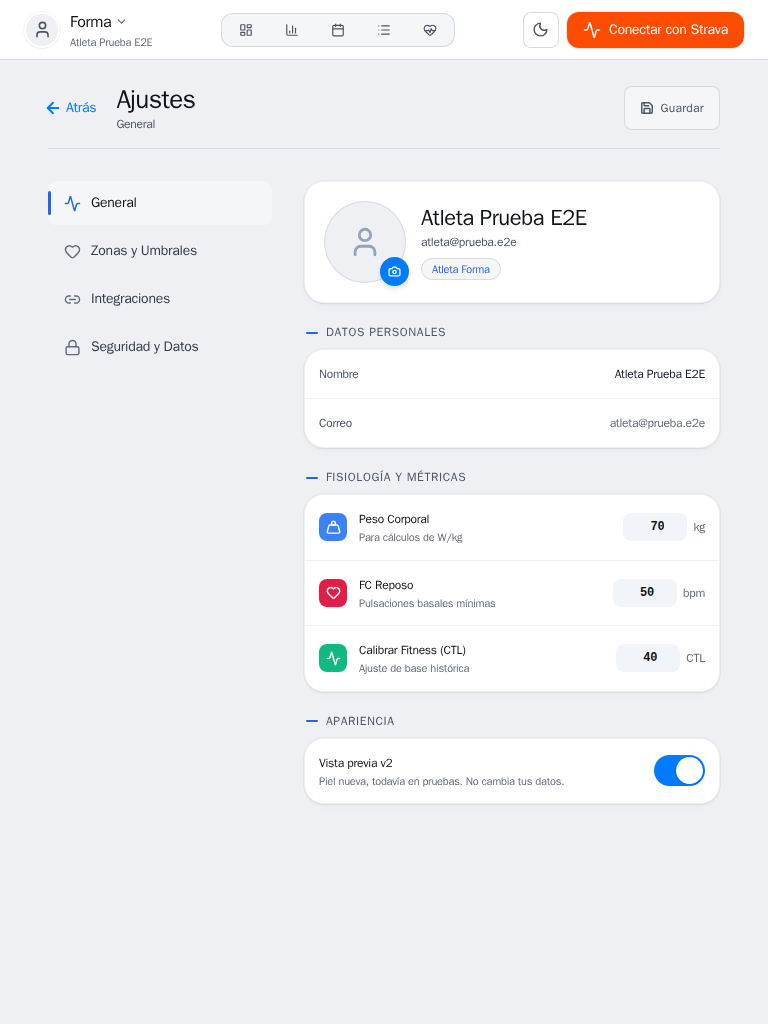 Forma
Atleta Prueba E2E
Conectar con Strava
Atrás
Ajustes
General
Guardar
General
Zonas y Umbrales
Integraciones
Seguridad y Datos
Atleta Prueba E2E
atleta@prueba.e2e
Atleta Forma
DATOS PERSONALES
Nombre
Atleta Prueba E2E
Correo
atleta@prueba.e2e
FISIOLOGÍA Y MÉTRICAS
Peso Corporal
Para cálculos de W/kg
70 kg
FC Reposo
Pulsaciones basales mínimas
50 bpm
Calibrar Fitness (CTL)
Ajuste de base histórica
40 CTL
APARIENCIA
Vista previa v2
Piel nueva, todavía en pruebas. No cambia tus datos.